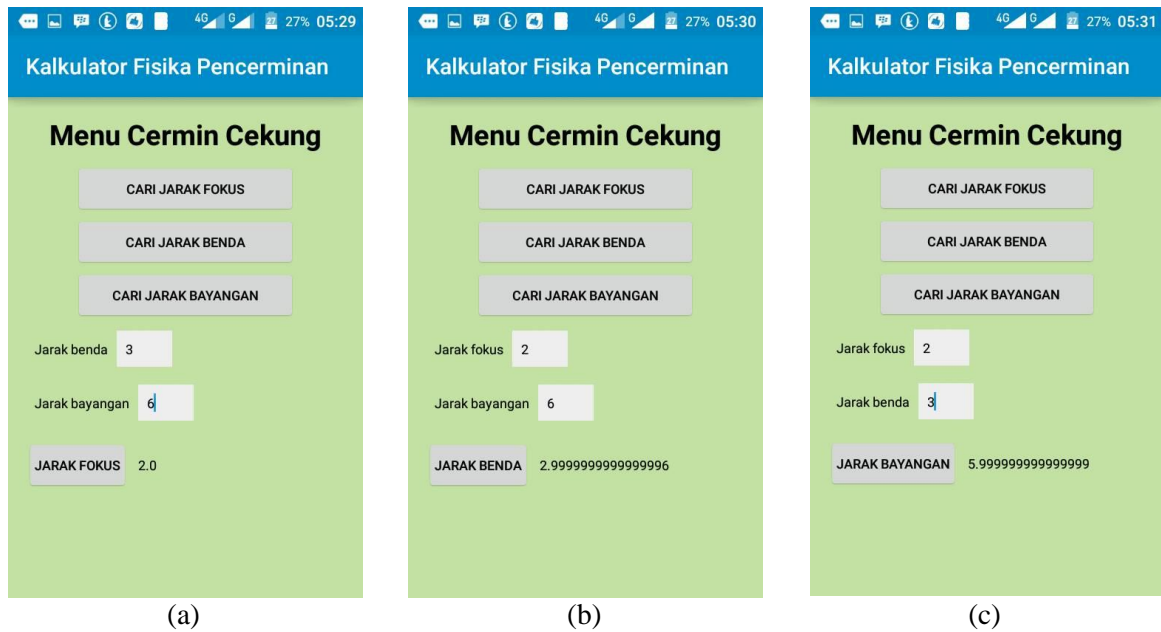 4G G 27 27% 05:29
Kalkulator Fisika Pencerminan
Menu Cermin Cekung
CARI JARAK FOKUS
CARI JARAK BENDA
CARI JARAK BAYANGAN
Jarak benda 3
Jarak bayangan 6
JARAK FOKUS 2.0
(a)
4G G 27 27% 05:30
Kalkulator Fisika Pencerminan
Menu Cermin Cekung
CARI JARAK FOKUS
CARI JARAK BENDA
CARI JARAK BAYANGAN
Jarak fokus 2
Jarak bayangan 6
JARAK BENDA 2.9999999999999996
(b)
4G G 27 27% 05:31
Kalkulator Fisika Pencerminan
Menu Cermin Cekung
CARI JARAK FOKUS
CARI JARAK BENDA
CARI JARAK BAYANGAN
Jarak fokus 2
Jarak benda 3
JARAK BAYANGAN 5.999999999999999
(c)